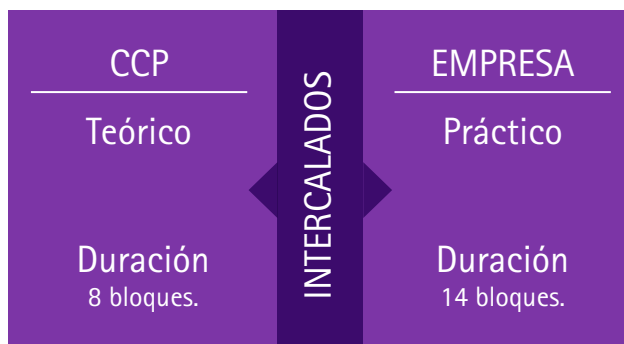 CCP
Teórico
Duración
8 bloques.
INTERCALADOS
EMPRESA
Práctico
Duración
14 bloques.